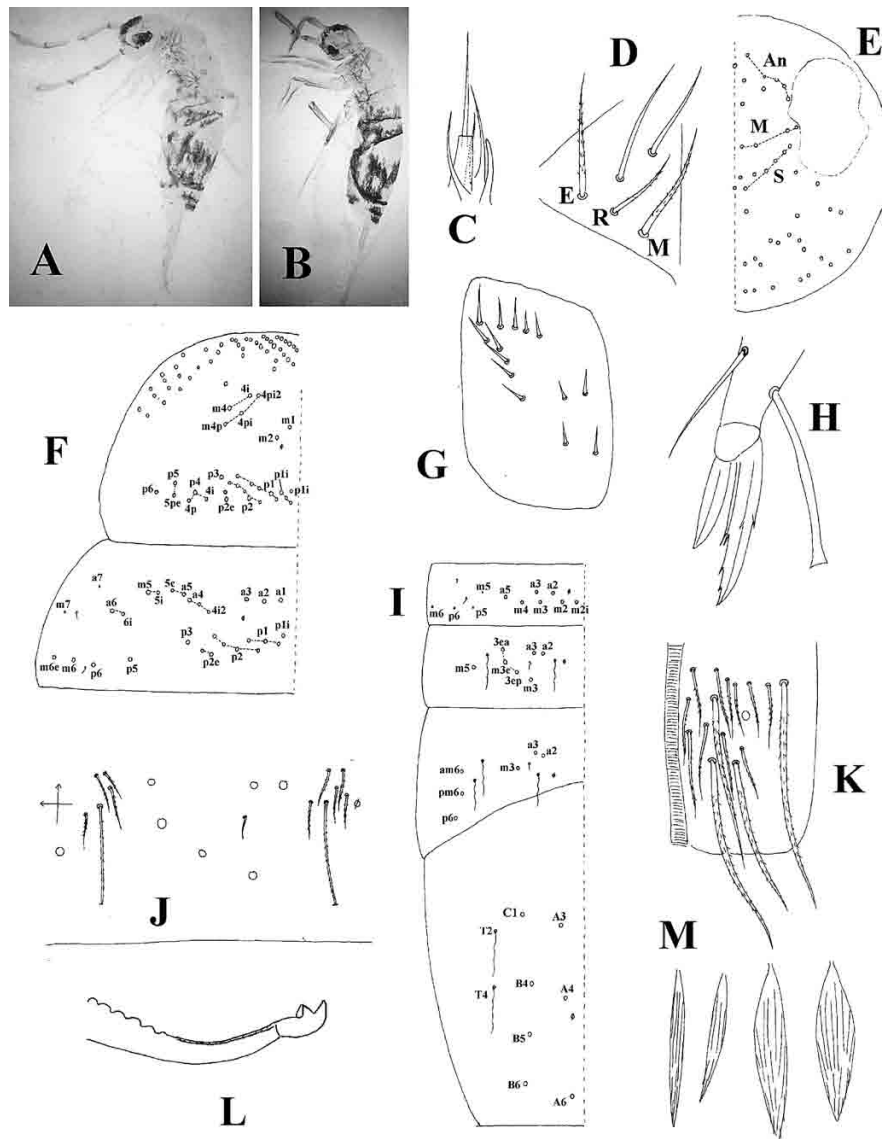 A
B
C
D
E
R
M
E
An
M
S
F
4i
4pi2
m4
m4p
4pi
m1
m2
p5
p6
p4
p3
p1
p1i
5pe
4p
4i
p2e
p2
p1i
a7
m5
5e
a5
a4
m7
a6
6i
5i
4i2
a3
a2
a1
p3
p1
p1i
m6e
m6
p6
p5
p2e
p2
G
H
I
m5
a5
a3
a2
m6
p6
p5
m4
m3
m2
m2i
3ea
a3
a2
m5
m3e
3ep
m3
a3
a2
am6
m3
pm6
p6
C1
A3
T2
T4
B4
A4
B5
B6
A6
J
K
L
M